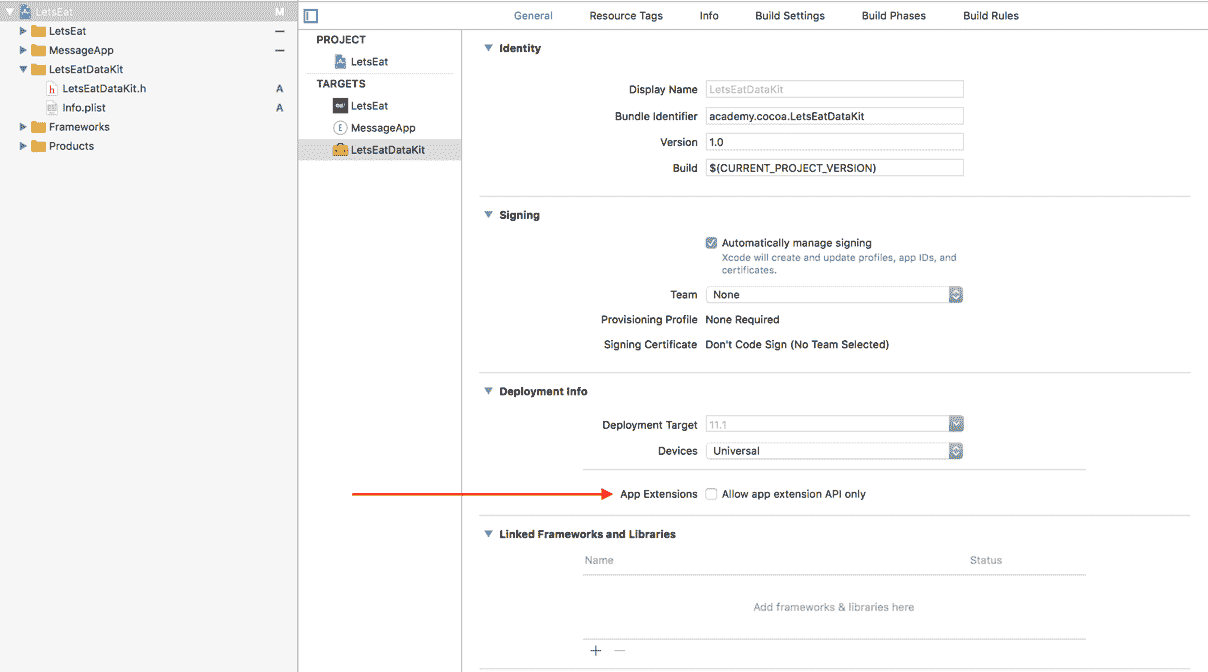 LetsEat M
LetsEat
MessageApp
LetsEatDataKit
h LetsEatDataKit.h A
Info.plist A
Frameworks
Products
General Resource Tags Info Build Settings Build Phases Build Rules
PROJECT
LetsEat
TARGETS
LetsEat
E MessageApp
LetsEatDataKit
Identity
Display Name LetsEatDataKit
Bundle Identifier academy.cocoa.LetsEatDataKit
Version 1.0
Build ${CURRENT_PROJECT_VERSION}
Signing
Automatically manage signing
Xcode will create and update profiles, app IDs, and
certificates.
Team None
Provisioning Profile None Required
Signing Certificate Don't Code Sign (No Team Selected)
Deployment Info
Deployment Target 11.1
Devices Universal
App Extensions Allow app extension API only
Linked Frameworks and Libraries
Name Status
Add frameworks & libraries here